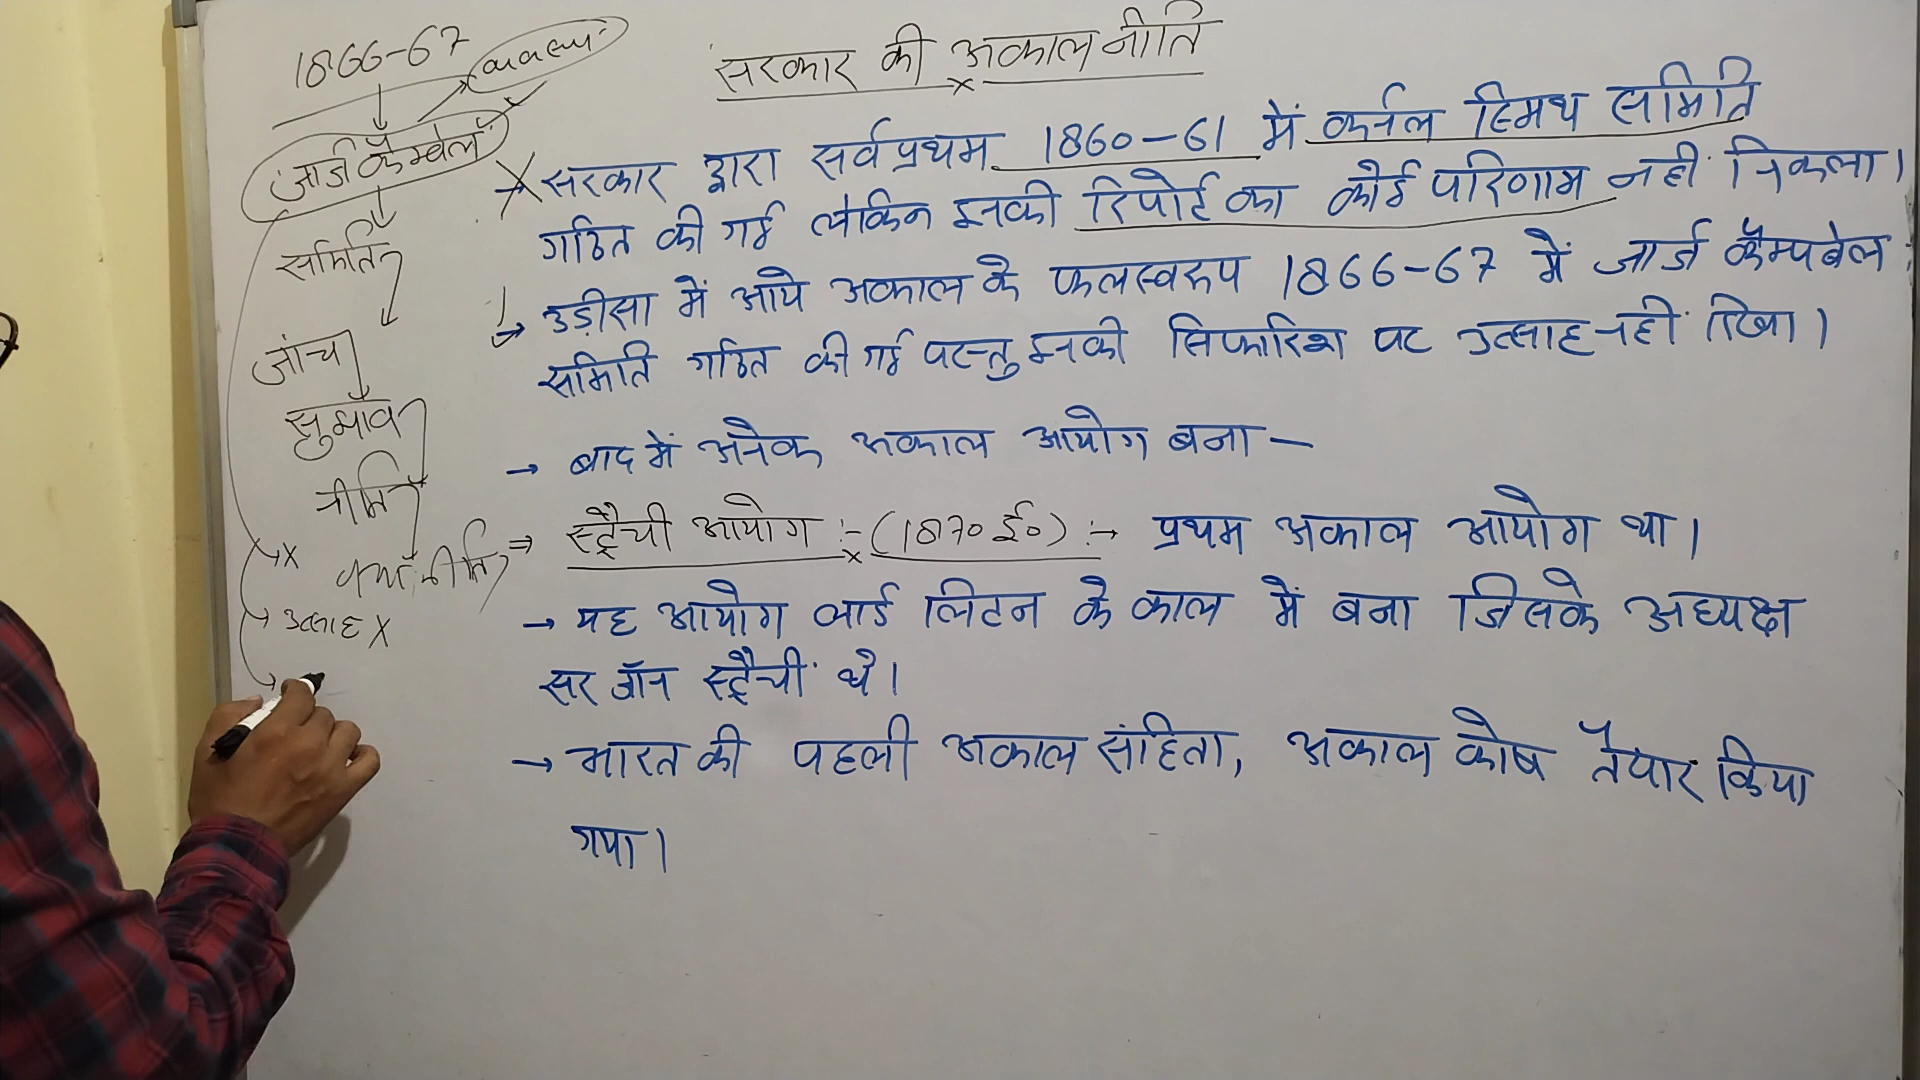 सरकार की अकाल नीति
→ सरकार द्वारा सर्वप्रथम 1860-61 में कर्नल स्मिथ समिति
गठित की गई लेकिन इनकी रिपोर्ट का कोई परिणाम नहीं निकला।
→ उड़ीसा में आये अकाल के फलस्वरुप 1866-67 में जार्ज कैम्पबेल
समिति गठित की गई परन्तु इनकी सिफारिश पर उत्साह नहीं दिखा।
→ बाद में अनेक अकाल आयोग बना —
⇒ स्ट्रैची आयोग :- (1870 ई०) :→ प्रथम अकाल आयोग था।
→ यह आयोग लार्ड लिटन के काल में बना जिसके अध्यक्ष
सर जॉन स्ट्रैची थे।
→ भारत की पहली अकाल संहिता, अकाल कोष तैयार किया
गया।
1866-67
जार्ज कैम्वेल
समिति
जांच
सुझाव
नीति
→ X
→ उत्साह X